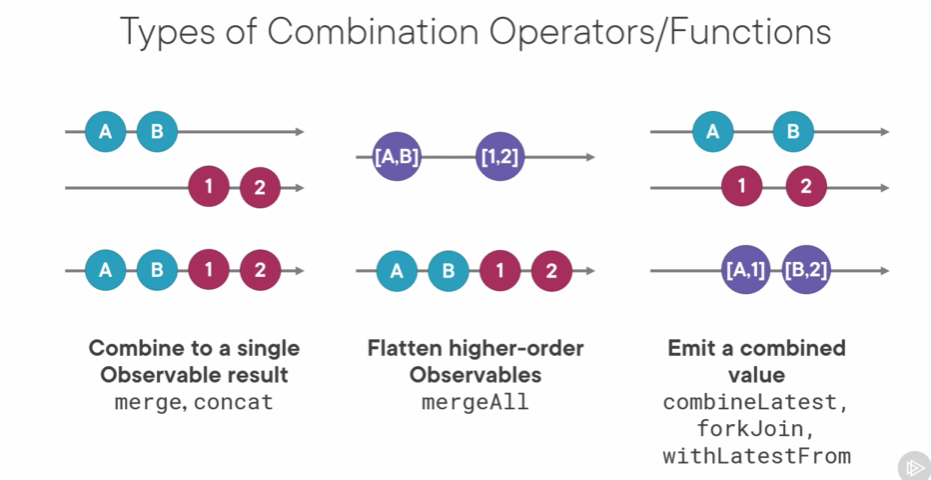 Types of Combination Operators/Functions
A B
1 2
A B 1 2
Combine to a single
Observable result
merge, concat
[A,B] [1,2]
A B 1 2
Flatten higher-order
Observables
mergeAll
A B
1 2
[A,1] [B,2]
Emit a combined
value
combineLatest,
forkJoin,
withLatestFrom